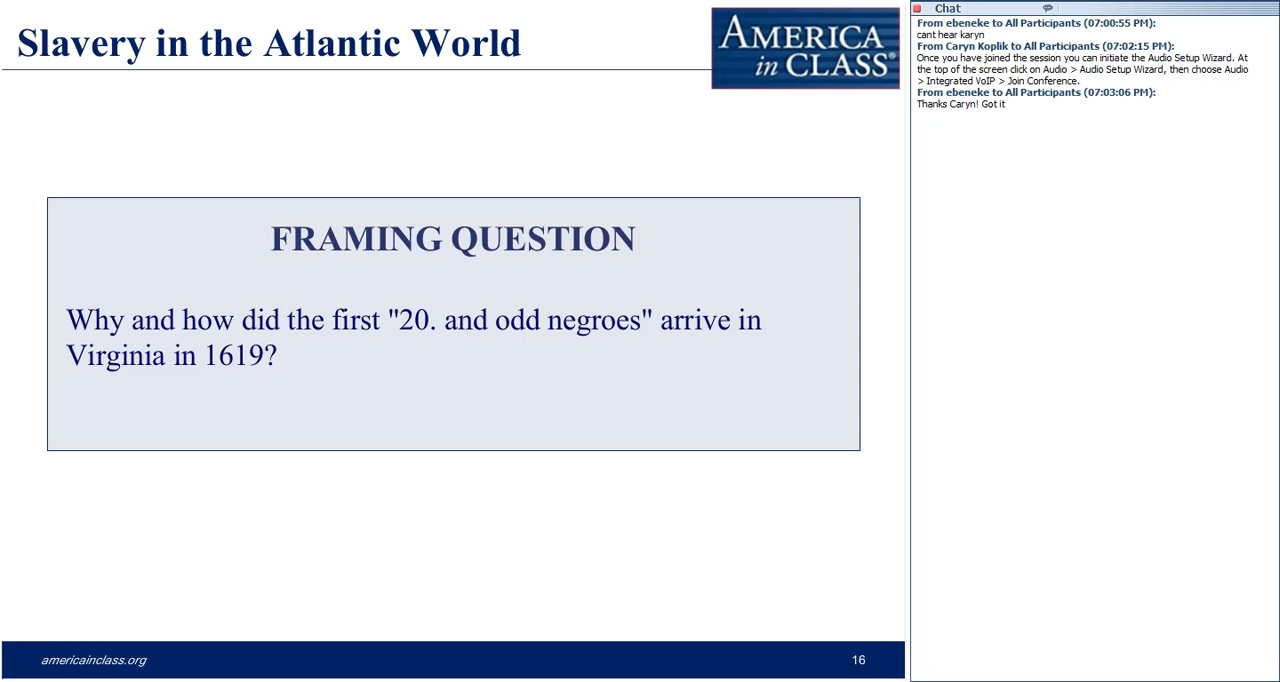 Slavery in the Atlantic World
AMERICA
in CLASS®
FRAMING QUESTION
Why and how did the first "20. and odd negroes" arrive in
Virginia in 1619?
americainclass.org
16
Chat
From ebeneke to All Participants (07:00:55 PM):
cant hear karyn
From Caryn Koplik to All Participants (07:02:15 PM):
Once you have joined the session you can initiate the Audio Setup Wizard. At
the top of the screen click on Audio > Audio Setup Wizard, then choose Audio
> Integrated VoIP > Join Conference.
From ebeneke to All Participants (07:03:06 PM):
Thanks Caryn! Got it